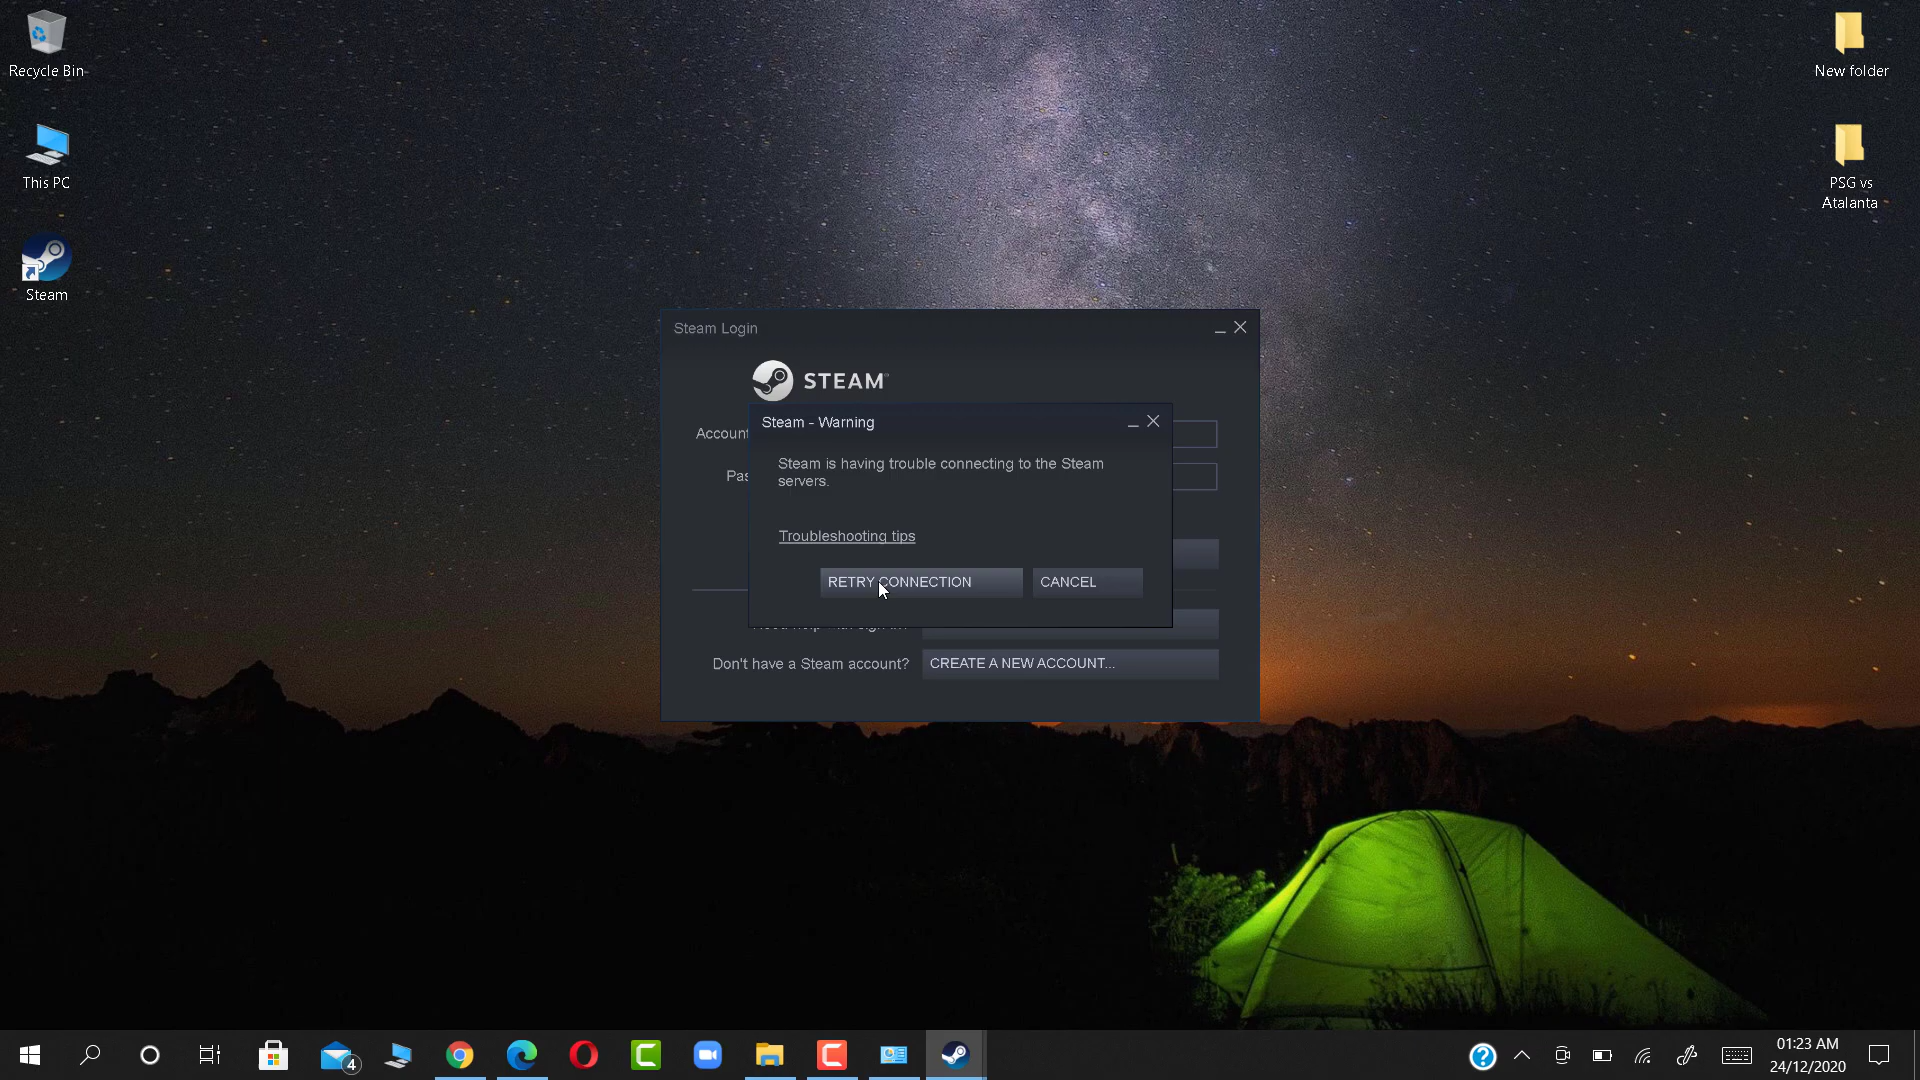 Recycle Bin
This PC
Steam
New folder
PSG vs
Atalanta
Steam Login
STEAM
Account
Pas
Steam - Warning
Steam is having trouble connecting to the Steam
servers.
Troubleshooting tips
RETRY CONNECTION
CANCEL
Don't have a Steam account?
CREATE A NEW ACCOUNT...
4
01:23 AM
24/12/2020